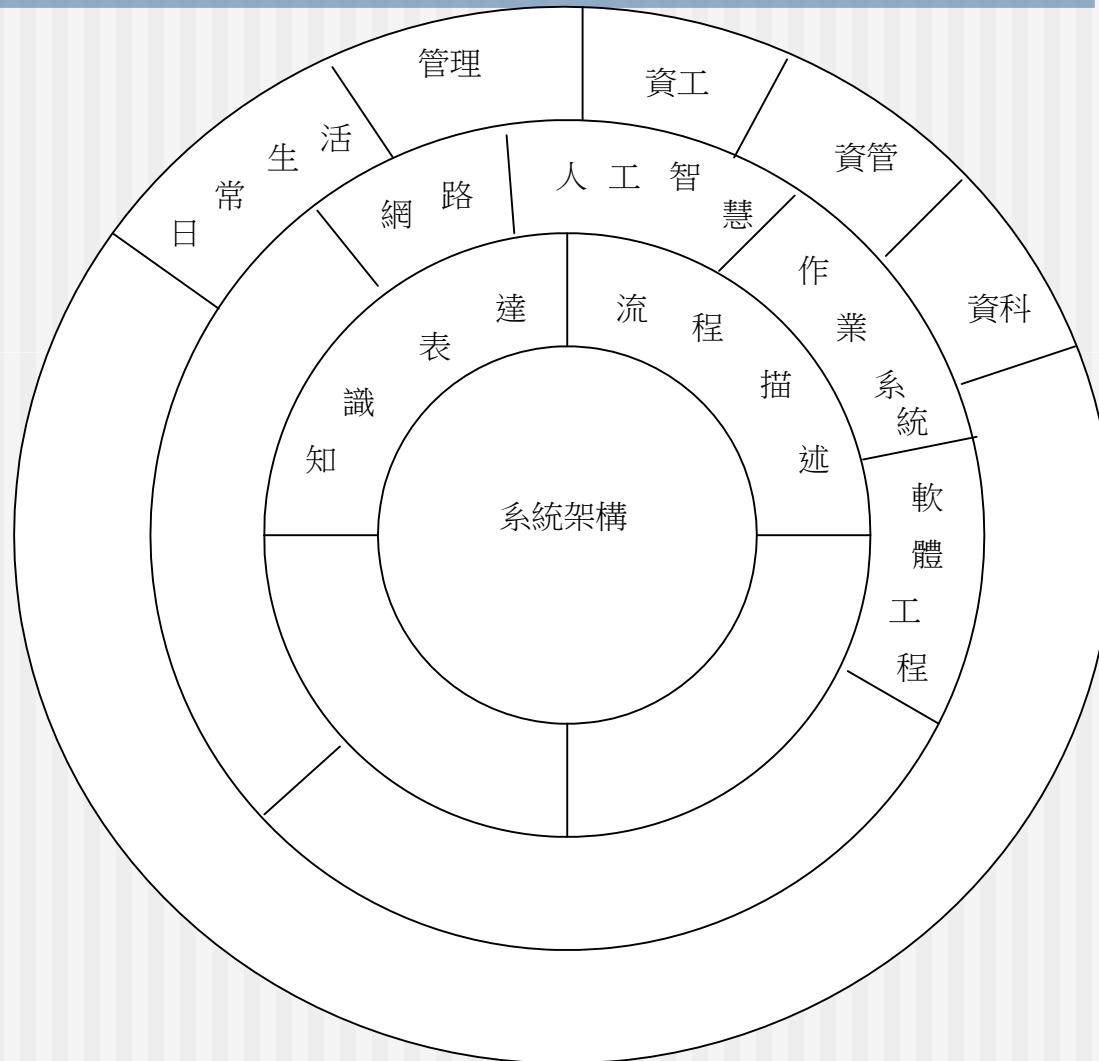 管理
資工
資管
資科
日常生活
網路
人工智慧
作業系統
軟體工程
知識表達
流程描述
系統架構